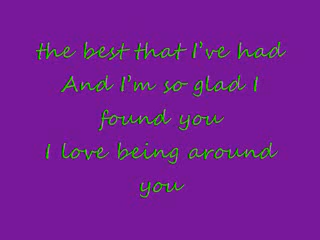 the best that I've had
And I'm so glad I
found you
I love being around
you